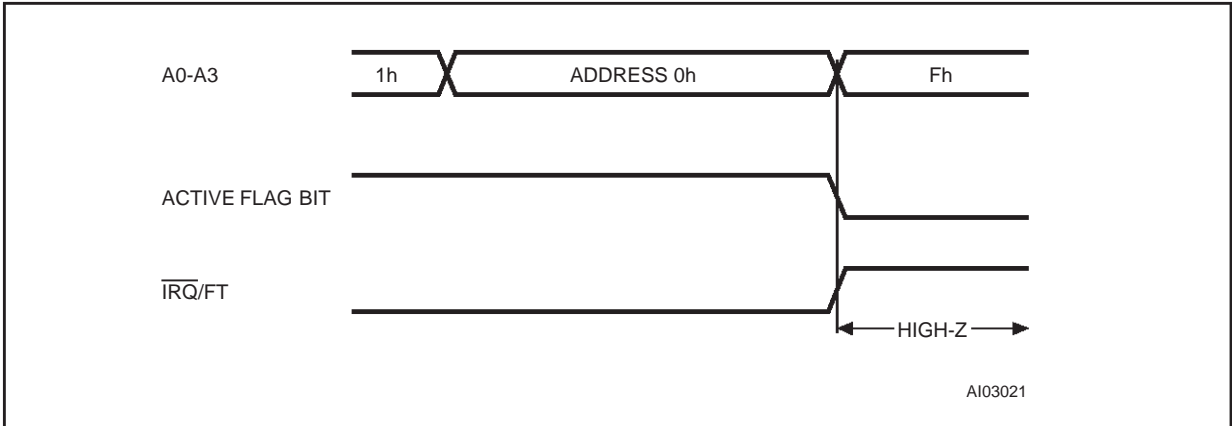 A0-A3 1h ADDRESS 0h Fh
ACTIVE FLAG BIT
IRQ/FT
HIGH-Z
AI03021